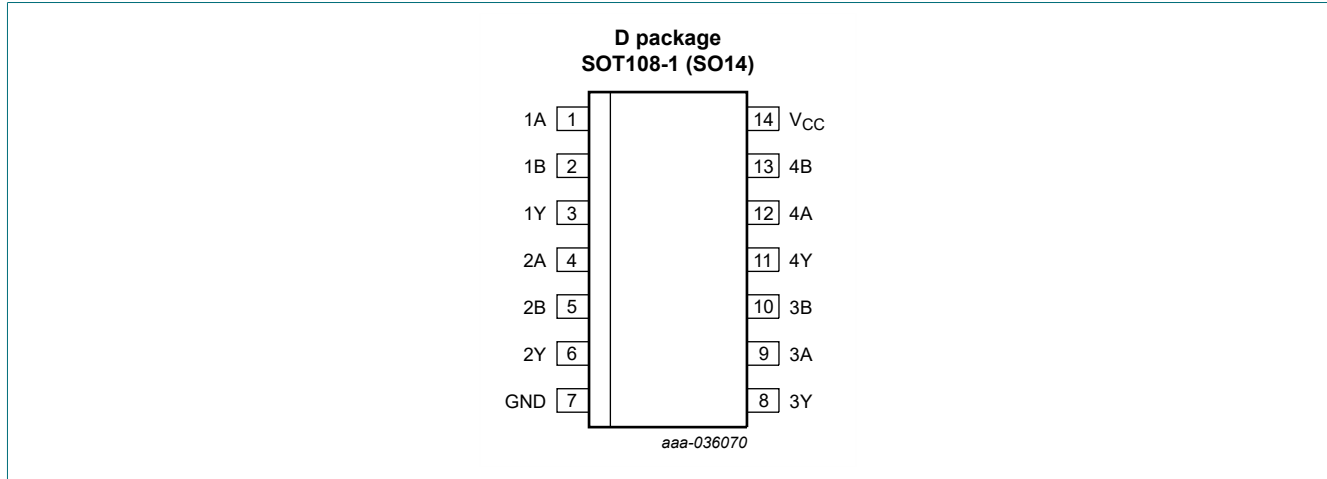 D package
SOT108-1 (SO14)
1A 1 14 VCC
1B 2 13 4B
1Y 3 12 4A
2A 4 11 4Y
2B 5 10 3B
2Y 6 9 3A
GND 7 8 3Y
aaa-036070